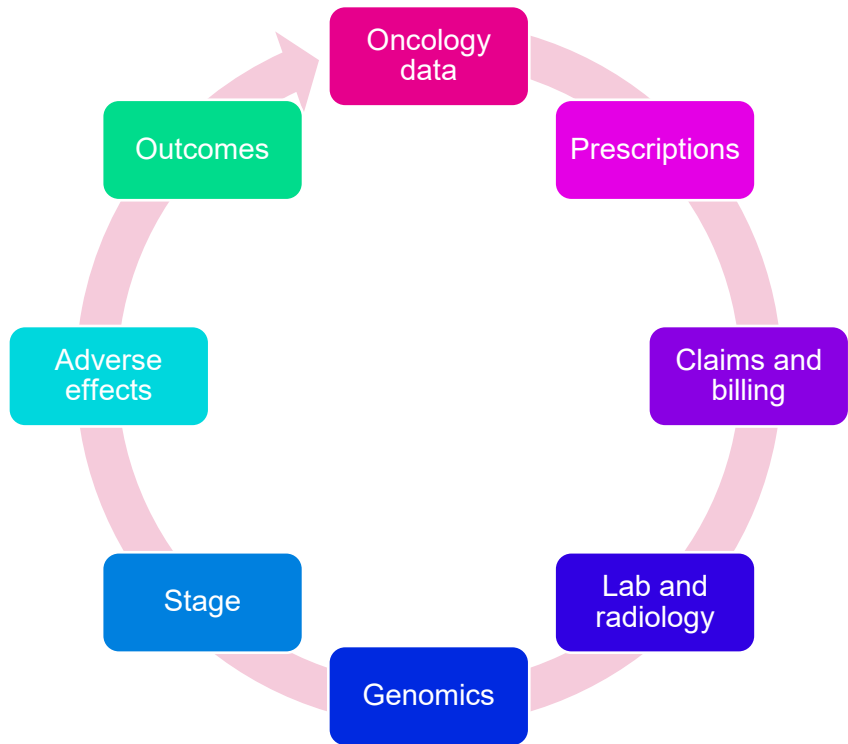 Oncology
data
Prescriptions
Claims and
billing
Lab and
radiology
Genomics
Stage
Adverse
effects
Outcomes